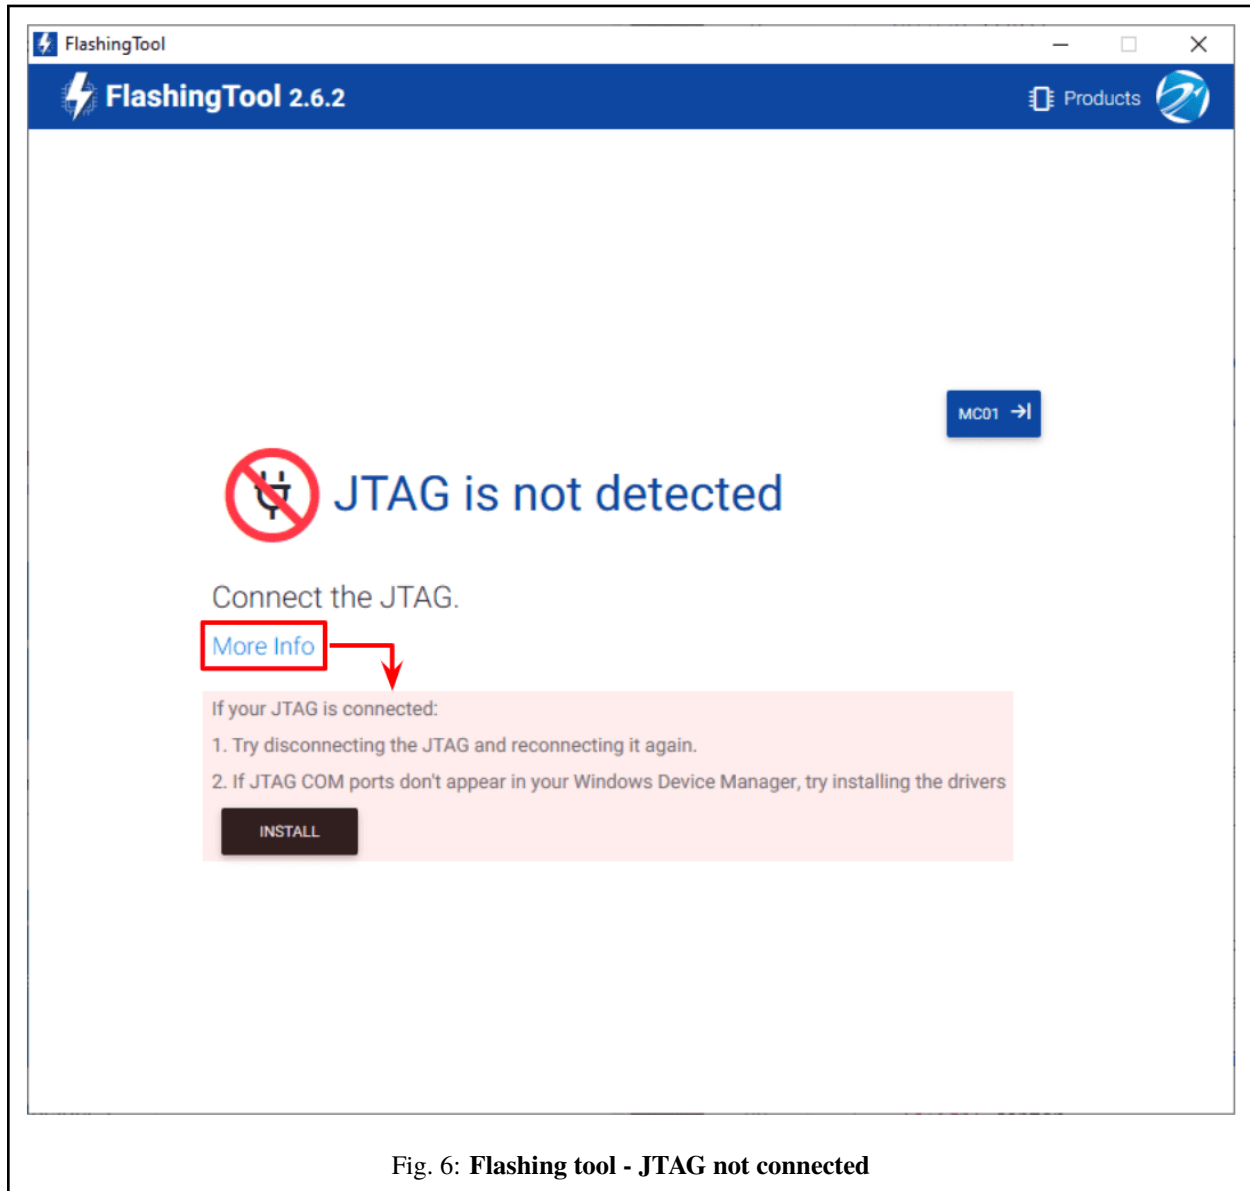 FlashingTool
FlashingTool 2.6.2
Products
MC01
JTAG is not detected
Connect the JTAG.
More Info
If your JTAG is connected:
1. Try disconnecting the JTAG and reconnecting it again.
2. If JTAG COM ports don't appear in your Windows Device Manager, try installing the drivers
INSTALL
Fig. 6: Flashing tool - JTAG not connected